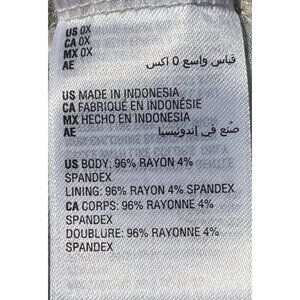 US 0X
CA 0X
MX 0X
AE قياس واسع 0 اكس
US MADE IN INDONESIA
CA FABRIQUÉ EN INDONÉSIE
MX HECHO EN INDONESIA
AE صُنع في إندونيسيا
US BODY: 96% RAYON 4%
SPANDEX
LINING: 96% RAYON 4% SPANDEX
CA CORPS: 96% RAYONNE 4%
SPANDEX
DOUBLURE: 96% RAYONNE 4%
SPANDEX